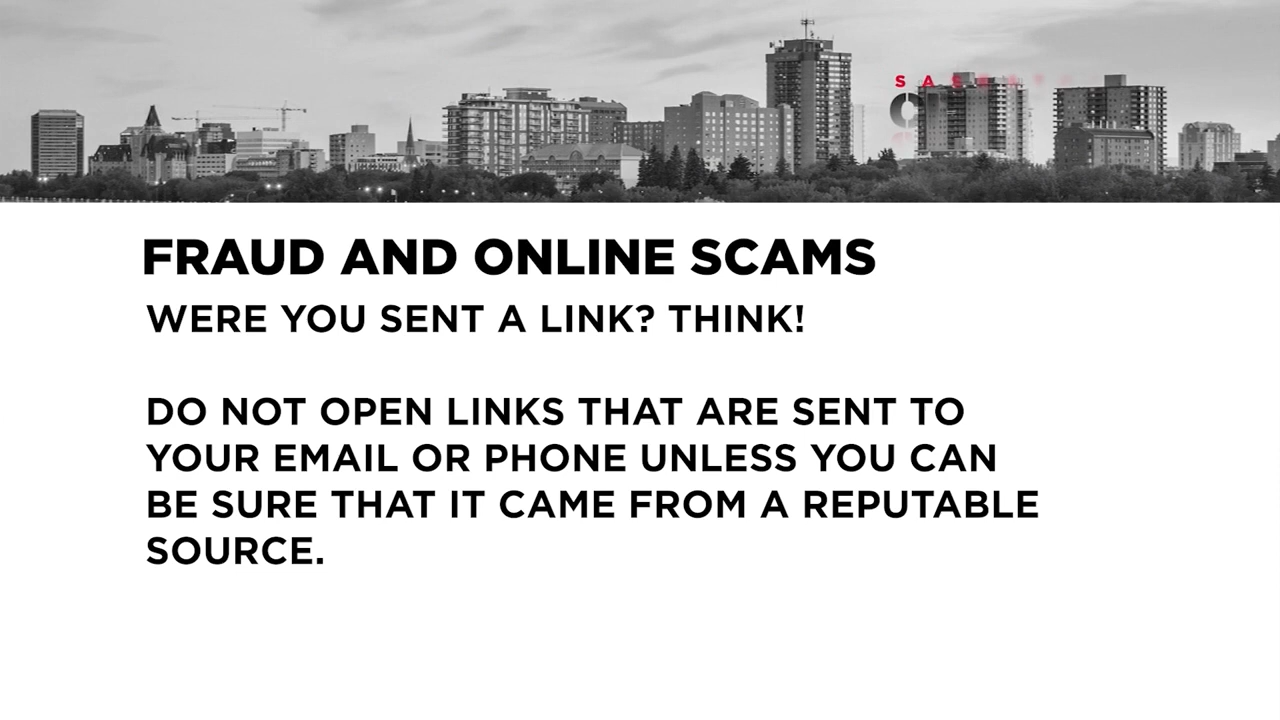 FRAUD AND ONLINE SCAMS
WERE YOU SENT A LINK? THINK!
DO NOT OPEN LINKS THAT ARE SENT TO
YOUR EMAIL OR PHONE UNLESS YOU CAN
BE SURE THAT IT CAME FROM A REPUTABLE
SOURCE.